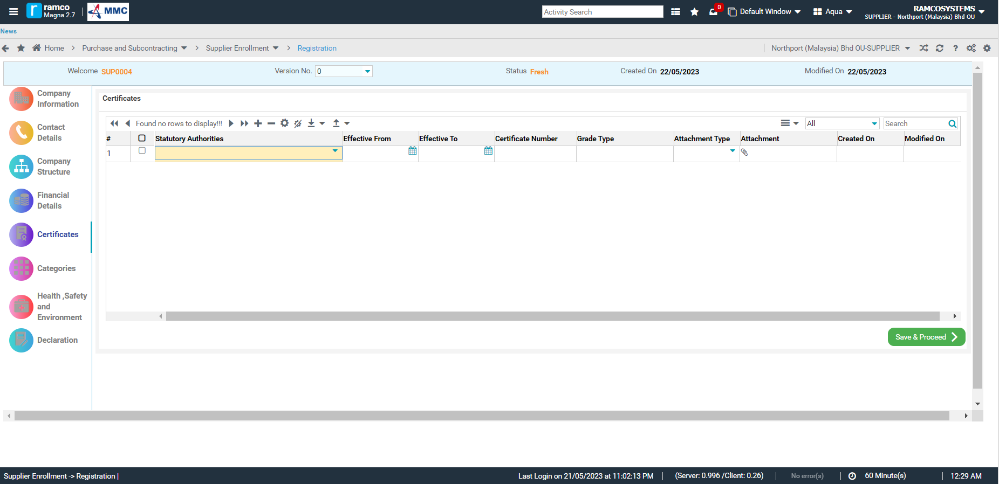 ramco
Magna 2.7
MMC
Activity Search
0
Default Window
Aqua
RAMCOSYSTEMS
SUPPLIER - Northport (Malaysia) Bhd OU
News
Home
Purchase and Subcontracting
Supplier Enrollment
Registration
Northport (Malaysia) Bhd OU-SUPPLIER
?
Welcome SUP0004
Version No. 0
Status Fresh
Created On 22/05/2023
Modified On 22/05/2023
Company
Information
Contact
Details
Company
Structure
Financial
Details
Certificates
Categories
Health ,Safety
and
Environment
Declaration
Certificates
Found no rows to display!!!
All
Search
# Statutory Authorities Effective From Effective To Certificate Number Grade Type Attachment Type Attachment Created On Modified On
1
Save & Proceed
Supplier Enrollment -> Registration |
Last Login on 21/05/2023 at 11:02:13 PM | (Server: 0.996 /Client: 0.26) | No error(s) | 60 Minute(s) | 12:29 AM